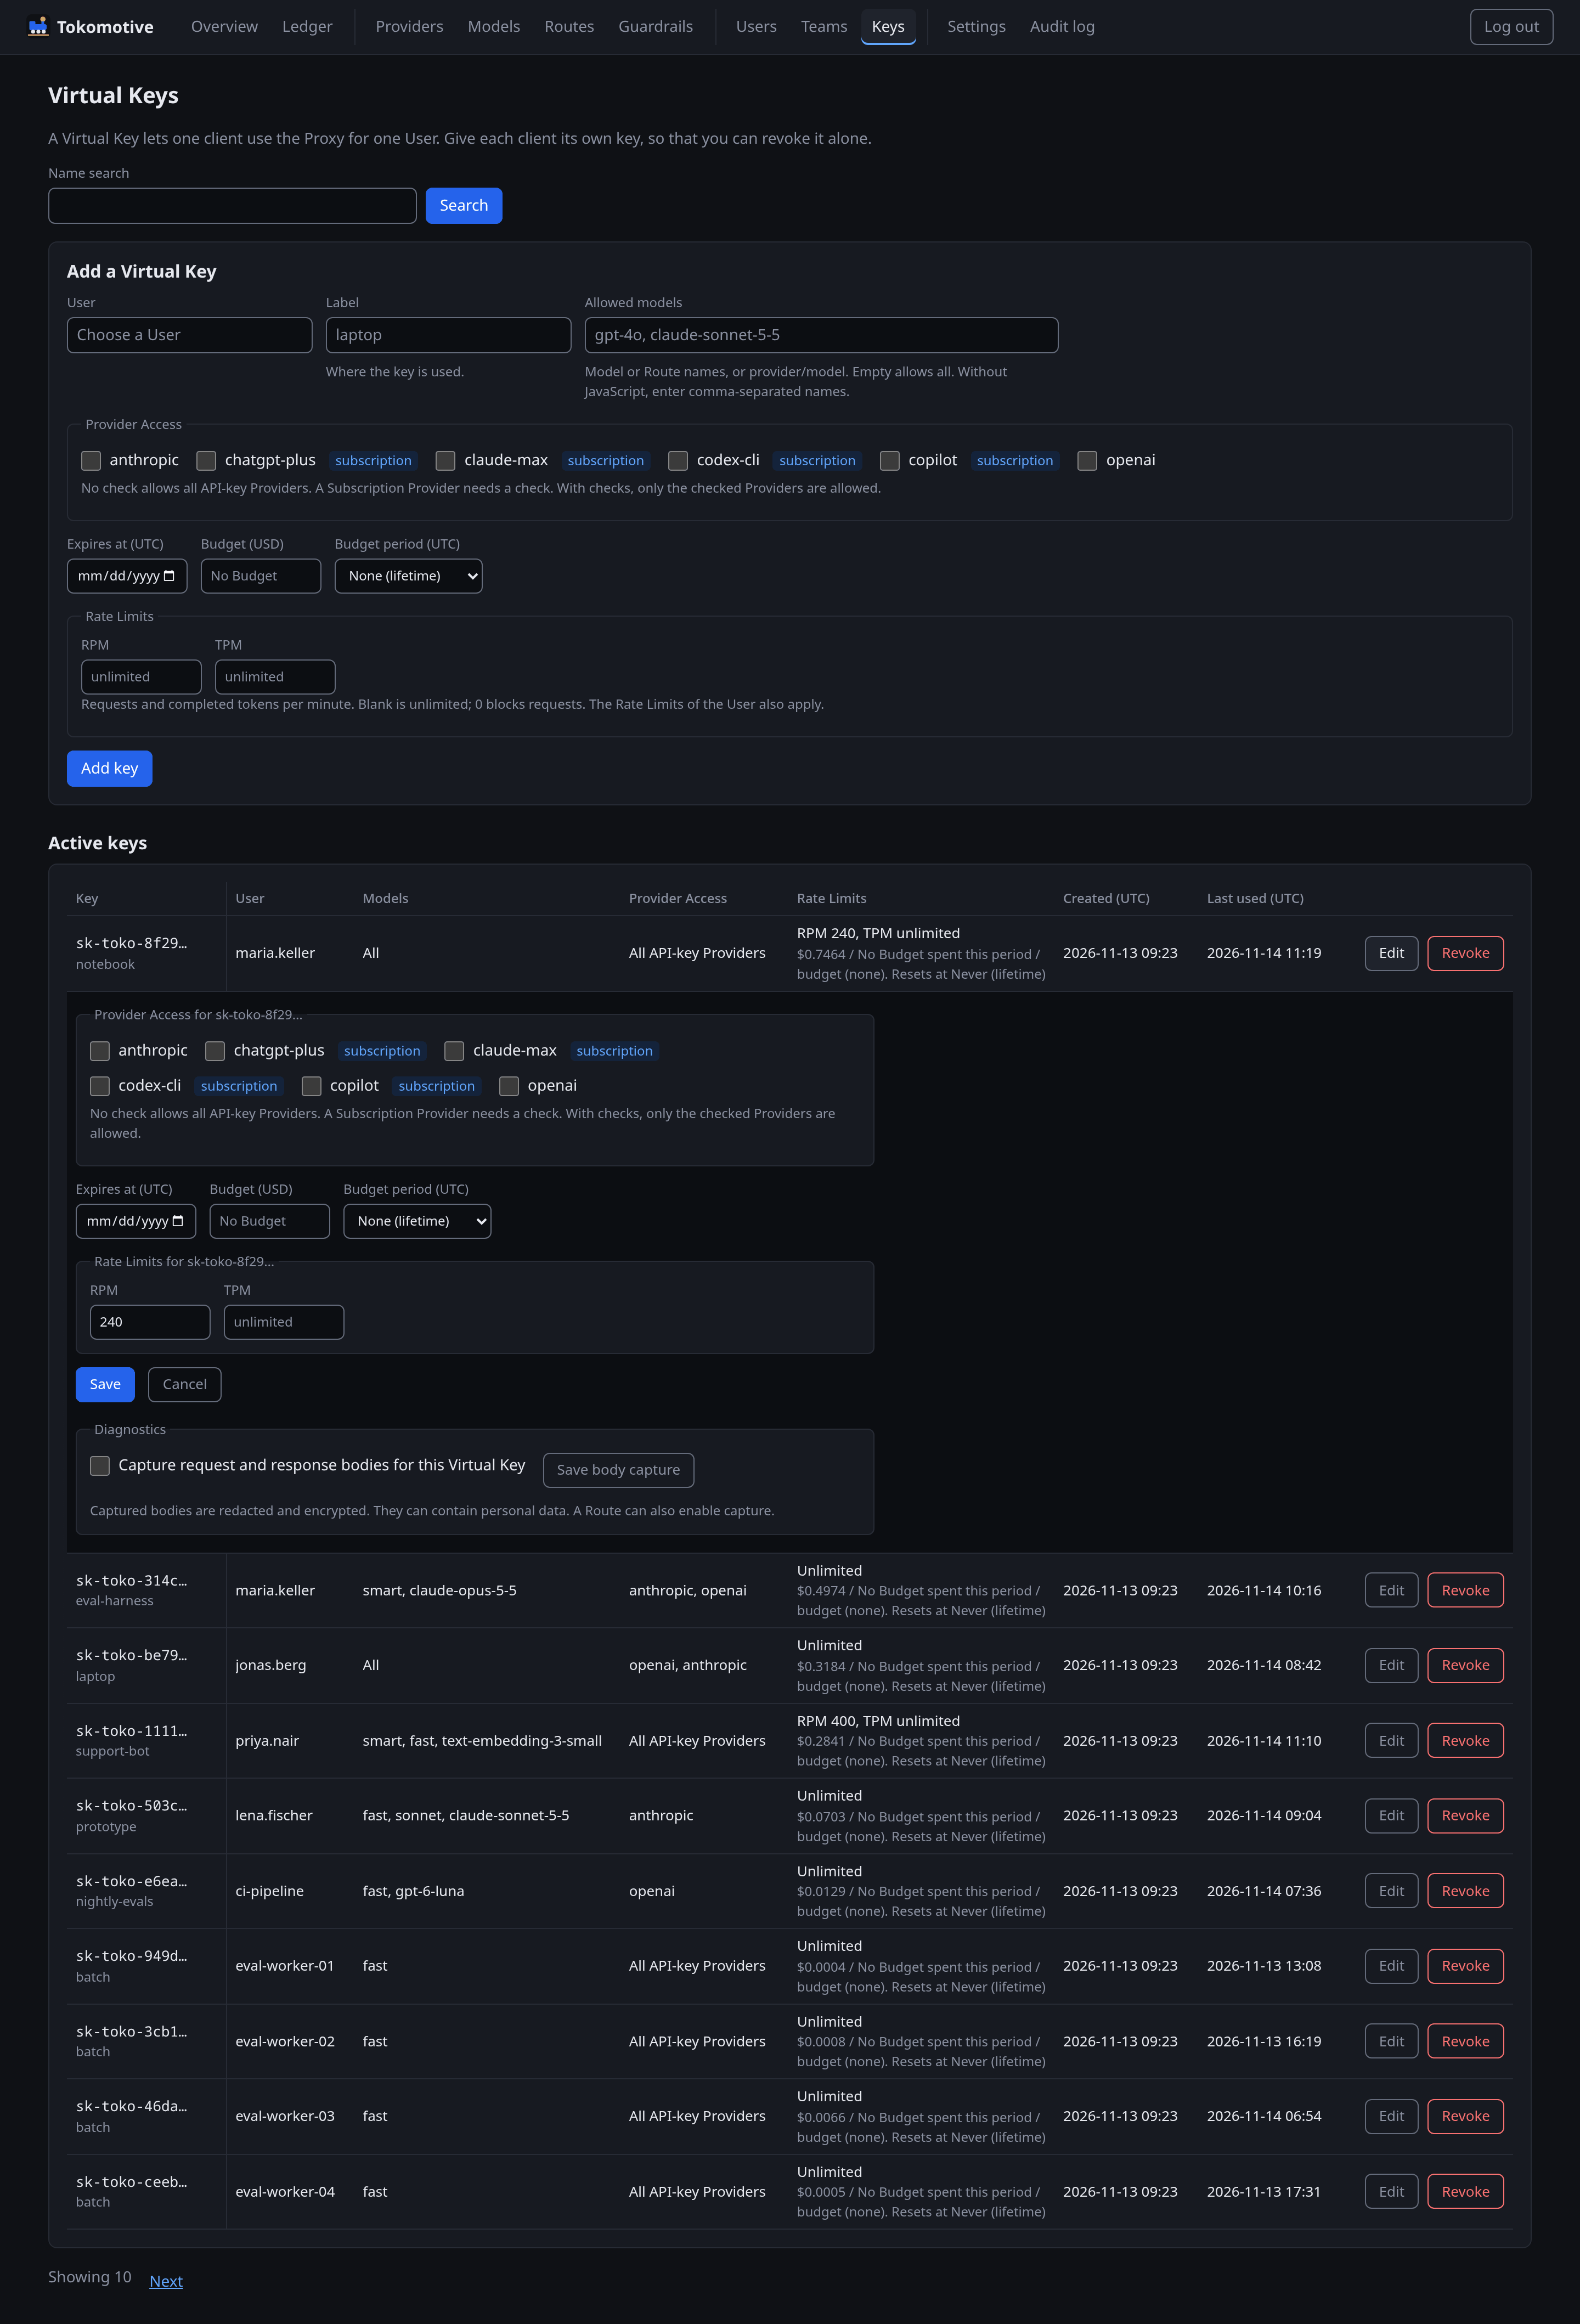 Tokomotive Overview Ledger Providers Models Routes Guardrails Users Teams Keys Settings Audit log Log out
Virtual Keys
A Virtual Key lets one client use the Proxy for one User. Give each client its own key, so that you can revoke it alone.
Name search
Search
Add a Virtual Key
User Label Allowed models
Choose a User laptop gpt-4o, claude-sonnet-5-5
Where the key is used. Model or Route names, or provider/model. Empty allows all. Without
JavaScript, enter comma-separated names.
Provider Access
anthropic chatgpt-plus subscription claude-max subscription codex-cli subscription copilot subscription openai
No check allows all API-key Providers. A Subscription Provider needs a check. With checks, only the checked Providers are allowed.
Expires at (UTC) Budget (USD) Budget period (UTC)
mm/dd/yyyy No Budget None (lifetime)
Rate Limits
RPM TPM
unlimited unlimited
Requests and completed tokens per minute. Blank is unlimited; 0 blocks requests. The Rate Limits of the User also apply.
Add key
Active keys
Key User Models Provider Access Rate Limits Created (UTC) Last used (UTC)
RPM 240, TPM unlimited
sk-toko-8f29… maria.keller All All API-key Providers $0.7464 / No Budget spent this period / 2026-11-13 09:23 2026-11-14 11:19 Edit Revoke
notebook budget (none). Resets at Never (lifetime)
Provider Access for sk-toko-8f29…
anthropic chatgpt-plus subscription claude-max subscription
codex-cli subscription copilot subscription openai
No check allows all API-key Providers. A Subscription Provider needs a check. With checks, only the checked Providers are
allowed.
Expires at (UTC) Budget (USD) Budget period (UTC)
mm/dd/yyyy No Budget None (lifetime)
Rate Limits for sk-toko-8f29…
RPM TPM
240 unlimited
Save Cancel
Diagnostics
Capture request and response bodies for this Virtual Key Save body capture
Captured bodies are redacted and encrypted. They can contain personal data. A Route can also enable capture.
Unlimited
sk-toko-314c… maria.keller smart, claude-opus-5-5 anthropic, openai $0.4974 / No Budget spent this period / 2026-11-13 09:23 2026-11-14 10:16 Edit Revoke
eval-harness budget (none). Resets at Never (lifetime)
Unlimited
sk-toko-be79… jonas.berg All openai, anthropic $0.3184 / No Budget spent this period / 2026-11-13 09:23 2026-11-14 08:42 Edit Revoke
laptop budget (none). Resets at Never (lifetime)
RPM 400, TPM unlimited
sk-toko-1111… priya.nair smart, fast, text-embedding-3-small All API-key Providers $0.2841 / No Budget spent this period / 2026-11-13 09:23 2026-11-14 11:10 Edit Revoke
support-bot budget (none). Resets at Never (lifetime)
Unlimited
sk-toko-503c… lena.fischer fast, sonnet, claude-sonnet-5-5 anthropic $0.0703 / No Budget spent this period / 2026-11-13 09:23 2026-11-14 09:04 Edit Revoke
prototype budget (none). Resets at Never (lifetime)
Unlimited
sk-toko-e6ea… ci-pipeline fast, gpt-6-luna openai $0.0129 / No Budget spent this period / 2026-11-13 09:23 2026-11-14 07:36 Edit Revoke
nightly-evals budget (none). Resets at Never (lifetime)
Unlimited
sk-toko-949d… eval-worker-01 fast All API-key Providers $0.0004 / No Budget spent this period / 2026-11-13 09:23 2026-11-13 13:08 Edit Revoke
batch budget (none). Resets at Never (lifetime)
Unlimited
sk-toko-3cb1… eval-worker-02 fast All API-key Providers $0.0008 / No Budget spent this period / 2026-11-13 09:23 2026-11-13 16:19 Edit Revoke
batch budget (none). Resets at Never (lifetime)
Unlimited
sk-toko-46da… eval-worker-03 fast All API-key Providers $0.0066 / No Budget spent this period / 2026-11-13 09:23 2026-11-14 06:54 Edit Revoke
batch budget (none). Resets at Never (lifetime)
Unlimited
sk-toko-ceeb… eval-worker-04 fast All API-key Providers $0.0005 / No Budget spent this period / 2026-11-13 09:23 2026-11-13 17:31 Edit Revoke
batch budget (none). Resets at Never (lifetime)
Showing 10 Next